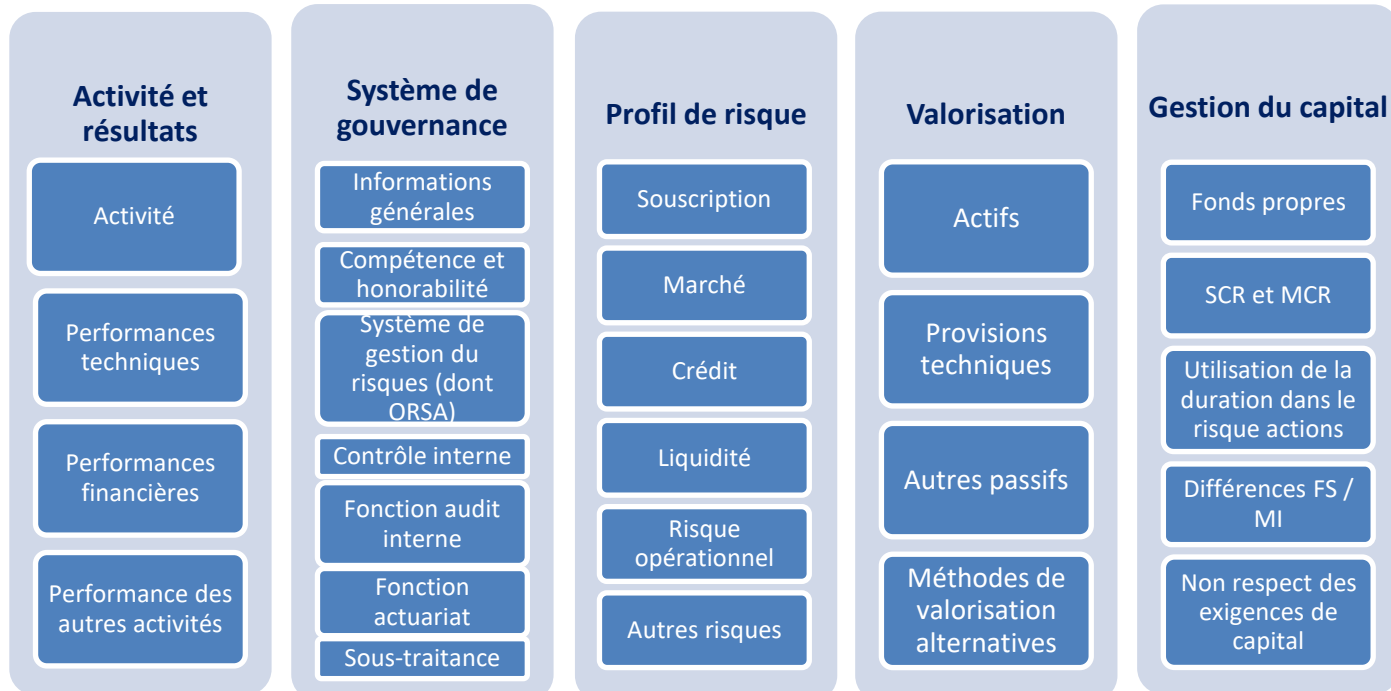 Activité et
résultats
Activité
Performances
techniques
Performances
financières
Performance des
autres activités
Système de
gouvernance
Informations
générales
Compétence et
honorabilité
Système de
gestion du
risques (dont
ORSA)
Contrôle interne
Fonction audit
interne
Fonction
actuariat
Sous-traitance
Profil de risque
Souscription
Marché
Crédit
Liquidité
Risque
opérationnel
Autres risques
Valorisation
Actifs
Provisions
techniques
Autres passifs
Méthodes de
valorisation
alternatives
Gestion du capital
Fonds propres
SCR et MCR
Utilisation de la
duration dans le
risque actions
Différences FS /
MI
Non respect des
exigences de
capital